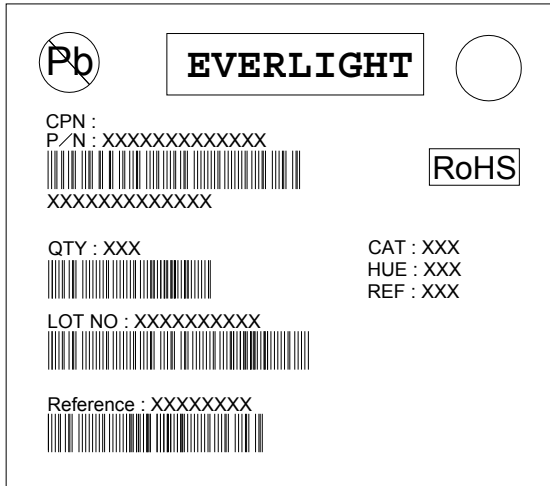 Pb
EVERLIGHT
CPN :
P/N : XXXXXXXXXXXXX
RoHS
XXXXXXXXXXXXX
QTY : XXX
CAT : XXX
HUE : XXX
REF : XXX
LOT NO : XXXXXXXXXX
Reference : XXXXXXXX